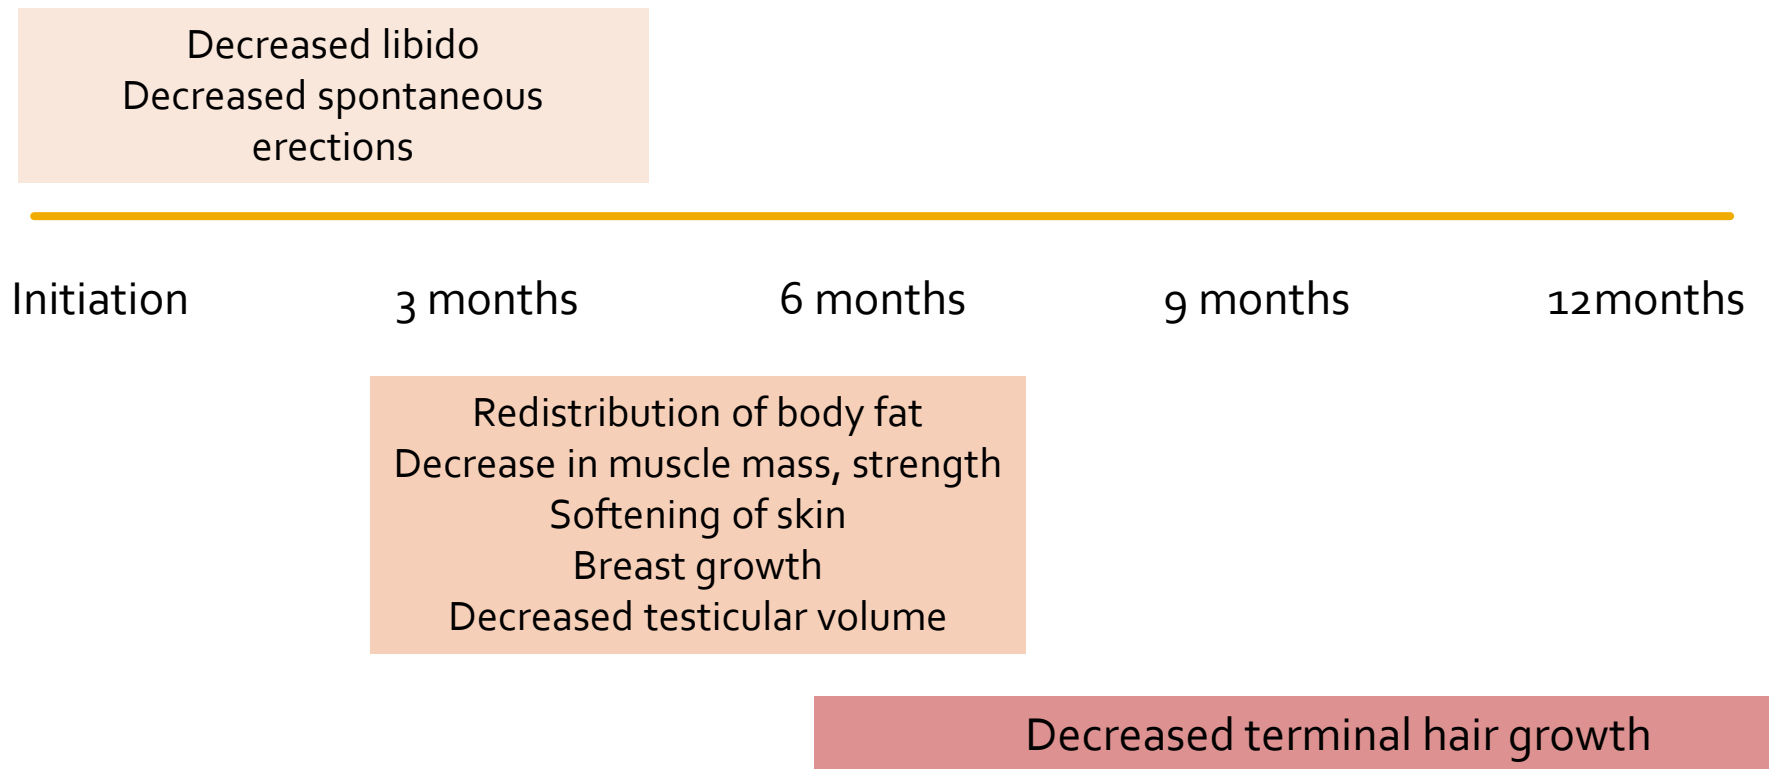 Decreased libido
Decreased spontaneous
erections
Initiation
3 months
6 months
9 months
12months
Redistribution of body fat
Decrease in muscle mass, strength
Softening of skin
Breast growth
Decreased testicular volume
Decreased terminal hair growth